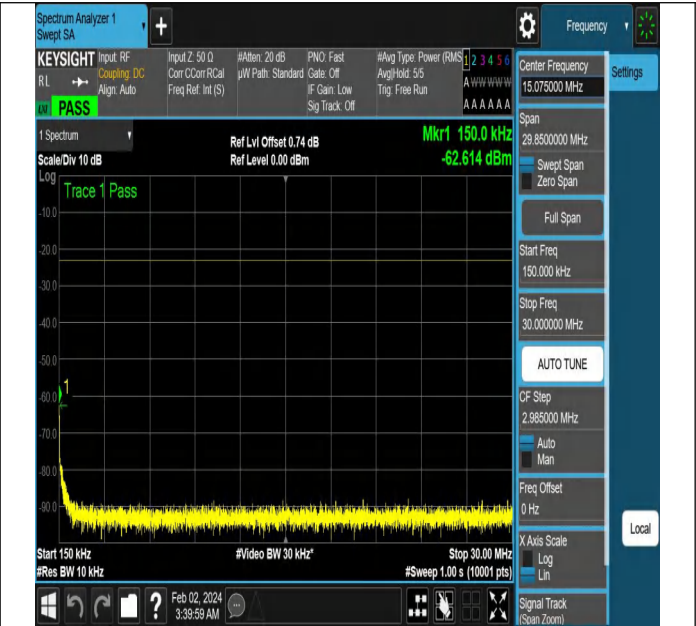 Spectrum Analyzer 1
Swept SA
+
Frequency
KEYSIGHT
RL
Input: RF
Coupling: DC
Align: Auto
Input Z: 50 Ω
Corr CCorr RCal
Freq Ref: Int (S)
#Atten: 20 dB
µW Path: Standard
PNO: Fast
Gate: Off
IF Gain: Low
Sig Track: Off
#Avg Type: Power (RMS
Avg|Hold: 5/5
Trig: Free Run
1 2 3 4 5 6
A W W W W W
A A A A A A
PASS
1 Spectrum
Scale/Div 10 dB
Ref Lvl Offset 0.74 dB
Ref Level 0.00 dBm
Mkr1 150.0 kHz
-62.614 dBm
Log
Trace 1 Pass
-10.0
-20.0
-30.0
-40.0
-50.0
-60.0
-70.0
-80.0
-90.0
1
Start 150 kHz
#Res BW 10 kHz
#Video BW 30 kHz*
Stop 30.00 MHz
#Sweep 1.00 s (10001 pts)
?
Feb 02, 2024
3:39:59 AM
Center Frequency
15.075000 MHz
Settings
Span
29.8500000 MHz
Swept Span
Zero Span
Full Span
Start Freq
150.000 kHz
Stop Freq
30.000000 MHz
AUTO TUNE
CF Step
2.985000 MHz
Auto
Man
Freq Offset
0 Hz
X Axis Scale
Log
Lin
Local
Signal Track
(Span Zoom)